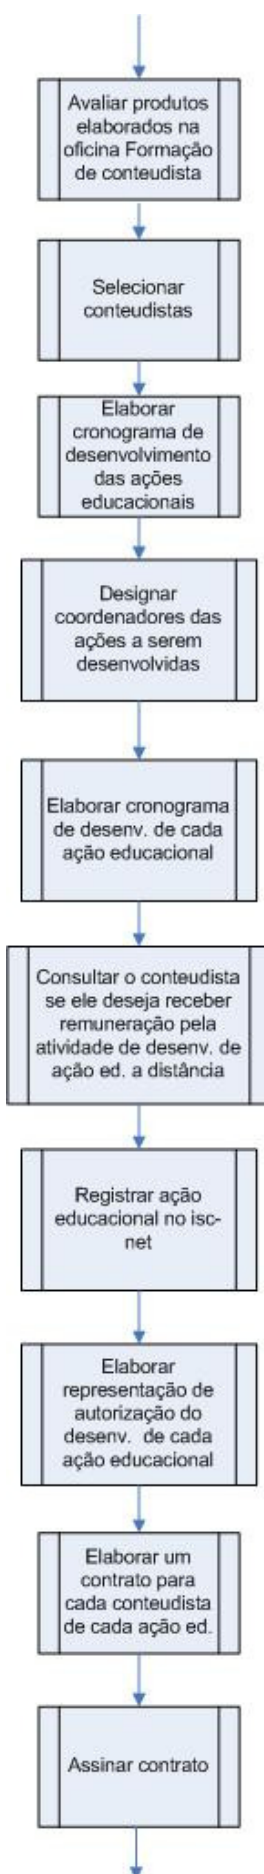 Avaliar produtos
elaborados na
oficina Formação
de conteudista
Selecionar
conteudistas
Elaborar
cronograma de
desenvolvimento
das ações
educacionais
Designar
coordenadores das
ações a serem
desenvolvidas
Elaborar cronograma
de desenv. de cada
ação educacional
Consultar o conteudista
se ele deseja receber
remuneração pela
atividade de desenv. de
ação ed. a distância
Registrar ação
educacional no isc-
net
Elaborar
representação de
autorização do
desenv. de cada
ação educacional
Elaborar um
contrato para
cada conteudista
de cada ação ed.
Assinar contrato